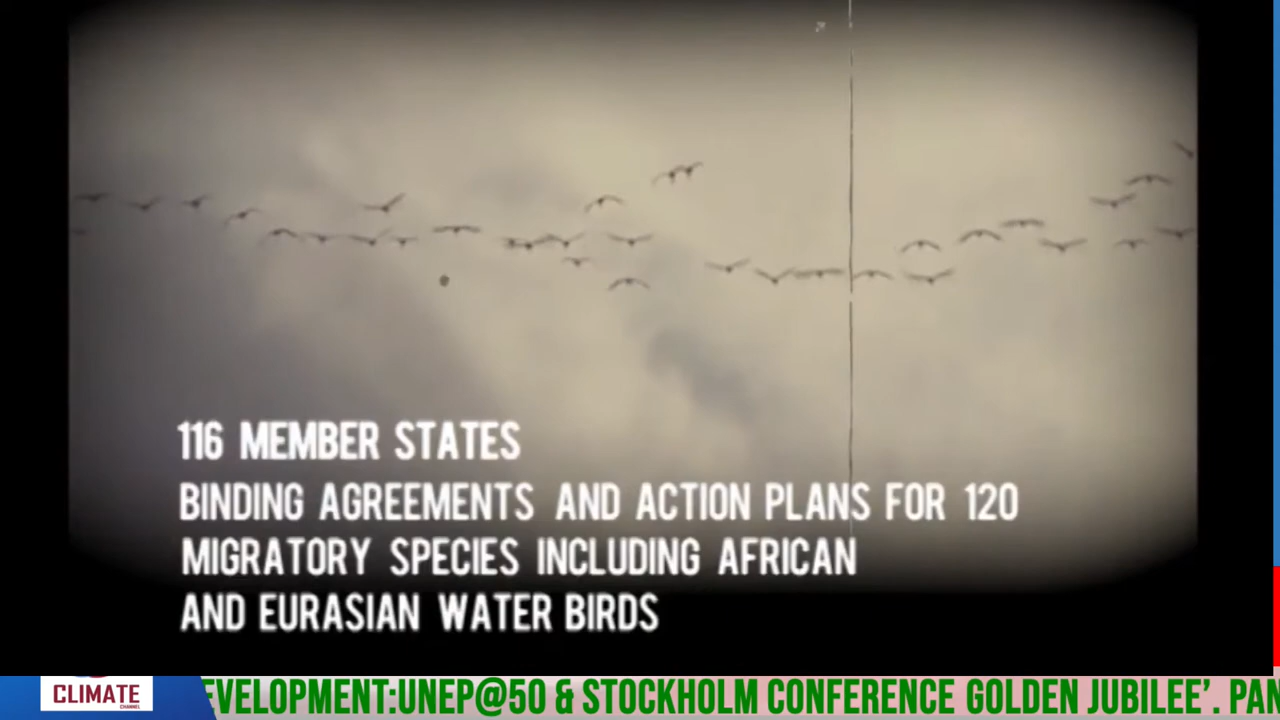 116 MEMBER STATES
BINDING AGREEMENTS AND ACTION PLANS FOR 120
MIGRATORY SPECIES INCLUDING AFRICAN
AND EURASIAN WATER BIRDS
CLIMATE
CHANNEL
EVELOPMENT:UNEP@50 & STOCKHOLM CONFERENCE GOLDEN JUBILEE'. PAN